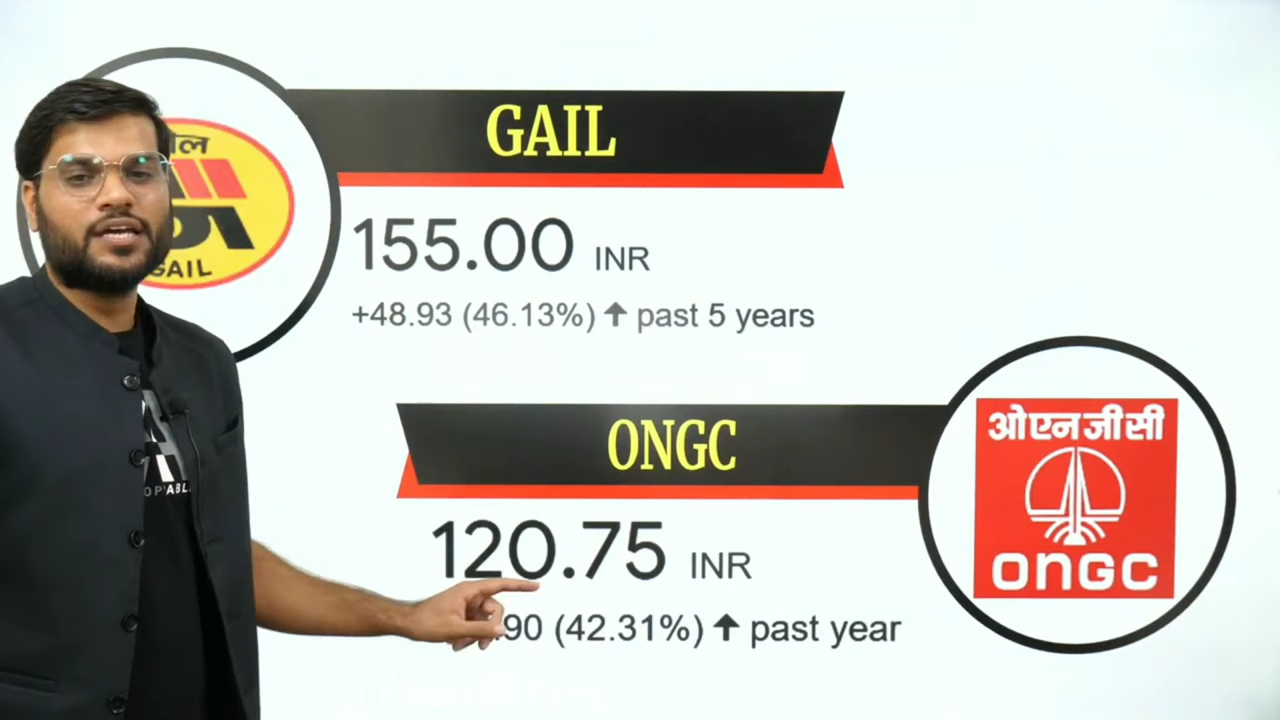 GAIL
GAIL
155.00 INR
+48.93 (46.13%) ↑ past 5 years
ONGC
ओएनजीसी
ONGC
120.75 INR
.90 (42.31%) ↑ past year